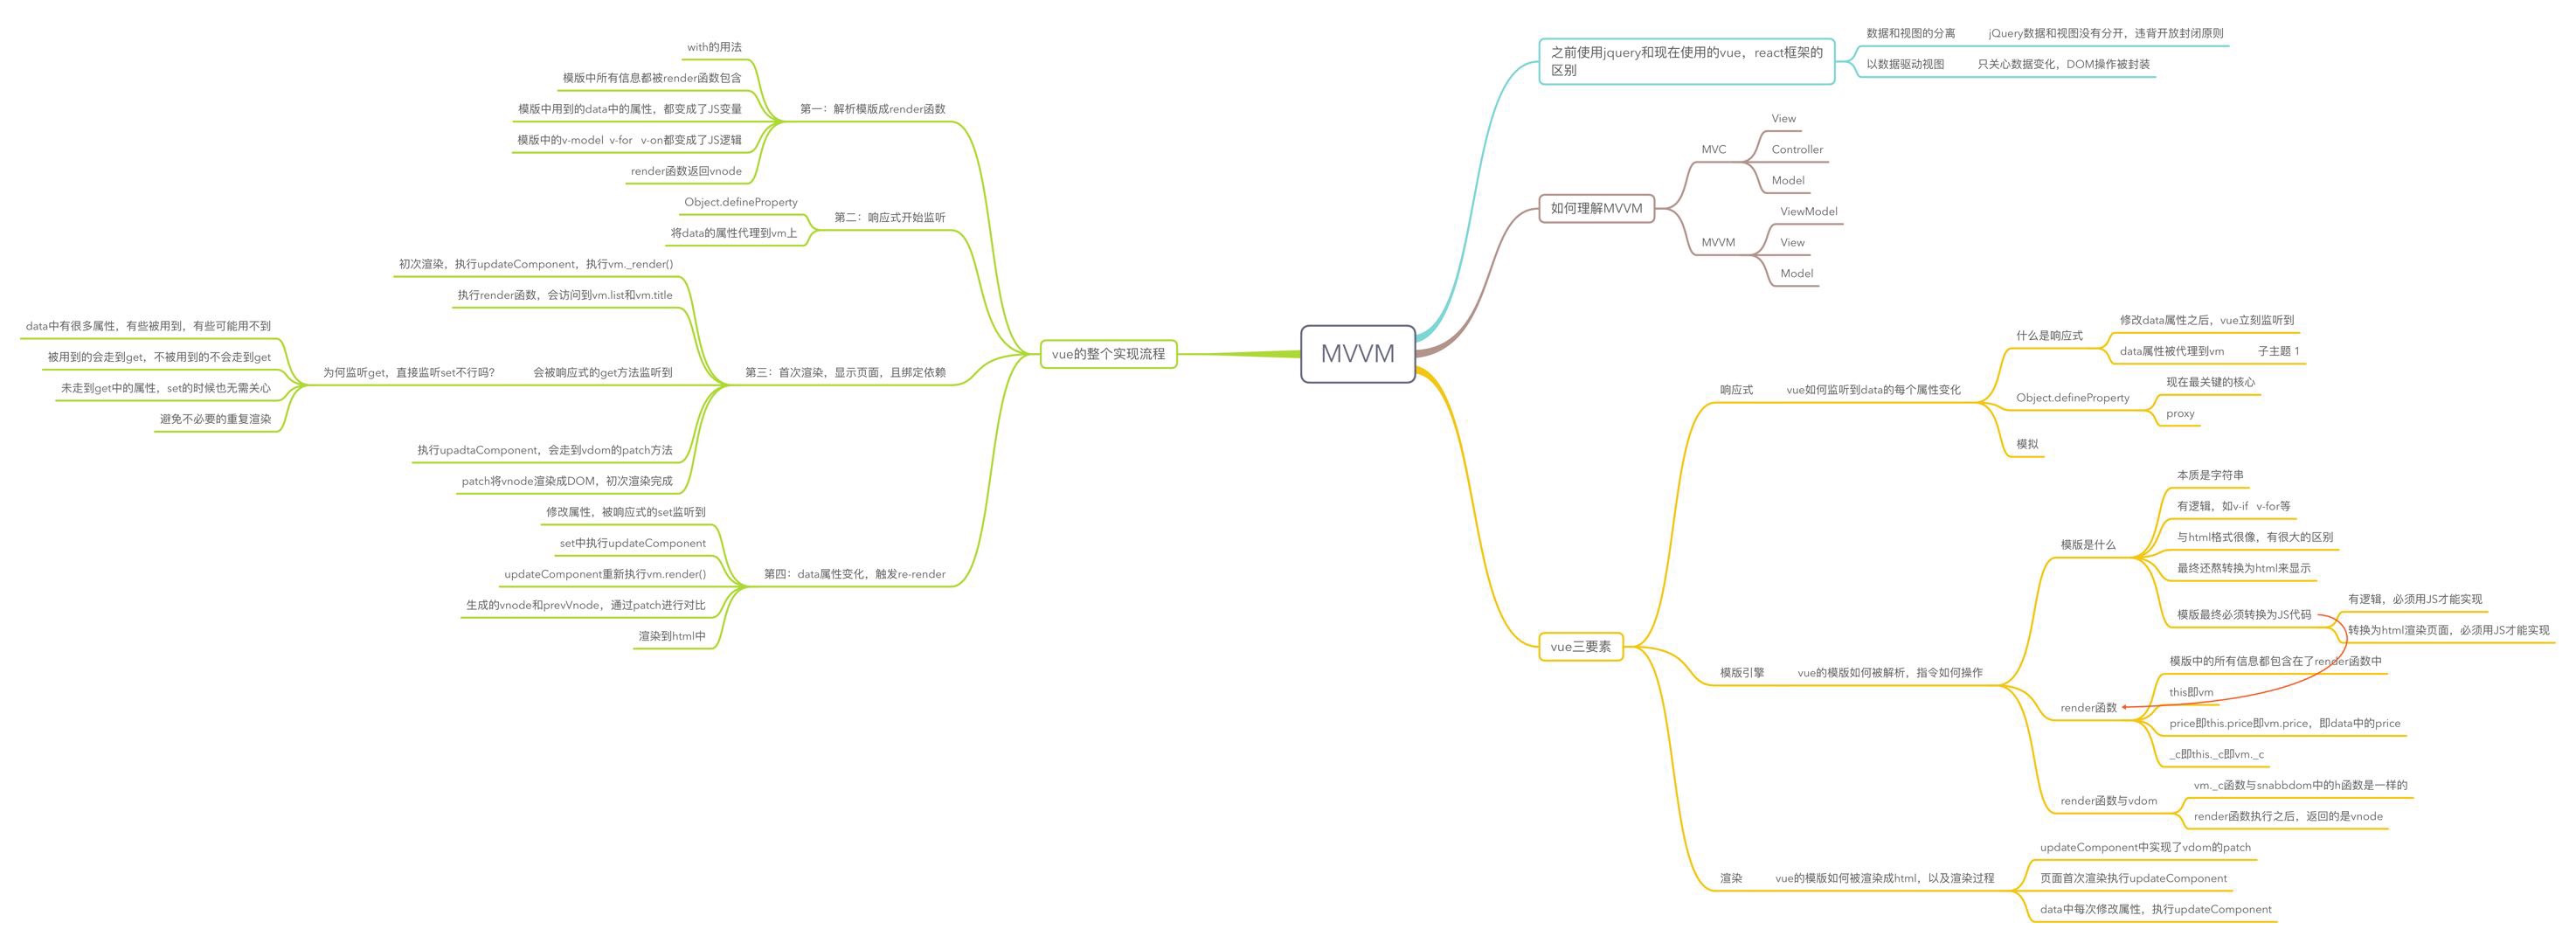 MVVM
之前使用jquery和现在使用的vue，react框架的
区别
数据和视图的分离
jQuery数据和视图没有分开，违背开放封闭原则
以数据驱动视图
只关心数据变化，DOM操作被封装
如何理解MVVM
MVC
View
Controller
Model
MVVM
ViewModel
View
Model
vue三要素
响应式
vue如何监听到data的每个属性变化
什么是响应式
修改data属性之后，vue立刻监听到
data属性被代理到vm
子主题 1
Object.defineProperty
现在最关键的核心
proxy
模拟
模版引擎
vue的模版如何被解析，指令如何操作
模版是什么
本质是字符串
有逻辑，如v-if v-for等
与html格式很像，有很大的区别
最终还熬转换为html来显示
模版最终必须转换为JS代码
有逻辑，必须用JS才能实现
转换为html渲染页面，必须用JS才能实现
render函数
模版中的所有信息都包含在了render函数中
this即vm
price即this.price即vm.price，即data中的price
_c即this._c即vm._c
render函数与vdom
vm._c函数与snabbdom中的h函数是一样的
render函数执行之后，返回的是vnode
渲染
vue的模版如何被渲染成html，以及渲染过程
updateComponent中实现了vdom的patch
页面首次渲染执行updateComponent
data中每次修改属性，执行updateComponent
vue的整个实现流程
第一：解析模版成render函数
with的用法
模版中所有信息都被render函数包含
模版中用到的data中的属性，都变成了JS变量
模版中的v-model v-for v-on都变成了JS逻辑
render函数返回vnode
第二：响应式开始监听
Object.defineProperty
将data的属性代理到vm上
第三：首次渲染，显示页面，且绑定依赖
初次渲染，执行updateComponent，执行vm._render()
执行render函数，会访问到vm.list和vm.title
会被响应式的get方法监听到
为何监听get，直接监听set不行吗？
data中有很多属性，有些被用到，有些可能用不到
被用到的会走到get，不被用到的不会走到get
未走到get中的属性，set的时候也无需关心
避免不必要的重复渲染
执行upadtaComponent，会走到vdom的patch方法
patch将vnode渲染成DOM，初次渲染完成
第四：data属性变化，触发re-render
修改属性，被响应式的set监听到
set中执行updateComponent
updateComponent重新执行vm.render()
生成的vnode和prevVnode，通过patch进行对比
渲染到html中